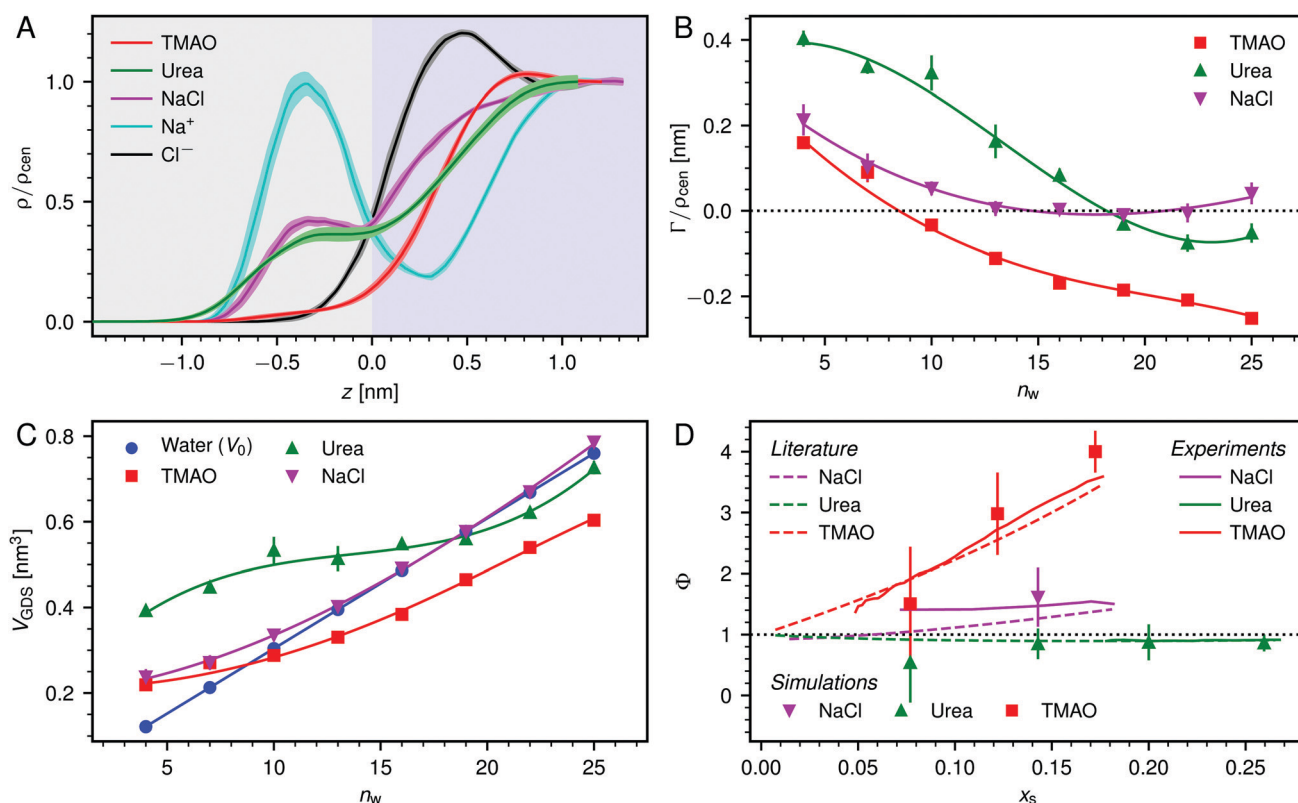 A
TMAO
Urea
NaCl
Na⁺
Cl⁻
ρ/ρcen
0.0
0.5
1.0
−1.0
−0.5
0.0
0.5
1.0
z [nm]
B
TMAO
Urea
NaCl
Γ/ρcen [nm]
0.4
0.2
0.0
−0.2
5
10
15
20
25
nw
C
Water (V₀)
TMAO
Urea
NaCl
VGDS [nm³]
0.8
0.6
0.4
0.2
5
10
15
20
25
nw
D
Literature
NaCl
Urea
TMAO
Experiments
NaCl
Urea
TMAO
Simulations
NaCl
Urea
TMAO
Φ
4
3
2
1
0
0.00
0.05
0.10
0.15
0.20
0.25
xs